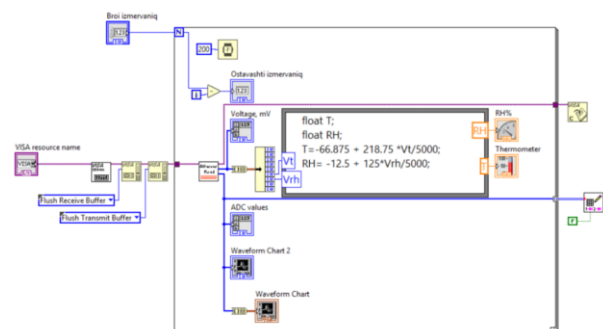 Broi izmervaniq
N
200
i
Ostavashti izmervaniq
Voltage, mV
float T;
float RH;
T=-66.875 + 218.75 *Vt/5000;
RH= -12.5 + 125*Vrh/5000;
Vt
Vrh
RH
T
RH%
Thermometer
VISA resource name
Flush Receive Buffer
Flush Transmit Buffer
Read
ADC values
Waveform Chart 2
Waveform Chart
F